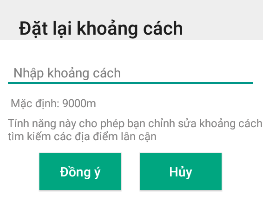 Đặt lại khoảng cách
Nhập khoảng cách
Mặc định: 9000m
Tính năng này cho phép bạn chỉnh sửa khoảng cách
tìm kiếm các địa điểm lân cận
Đồng ý
Hủy